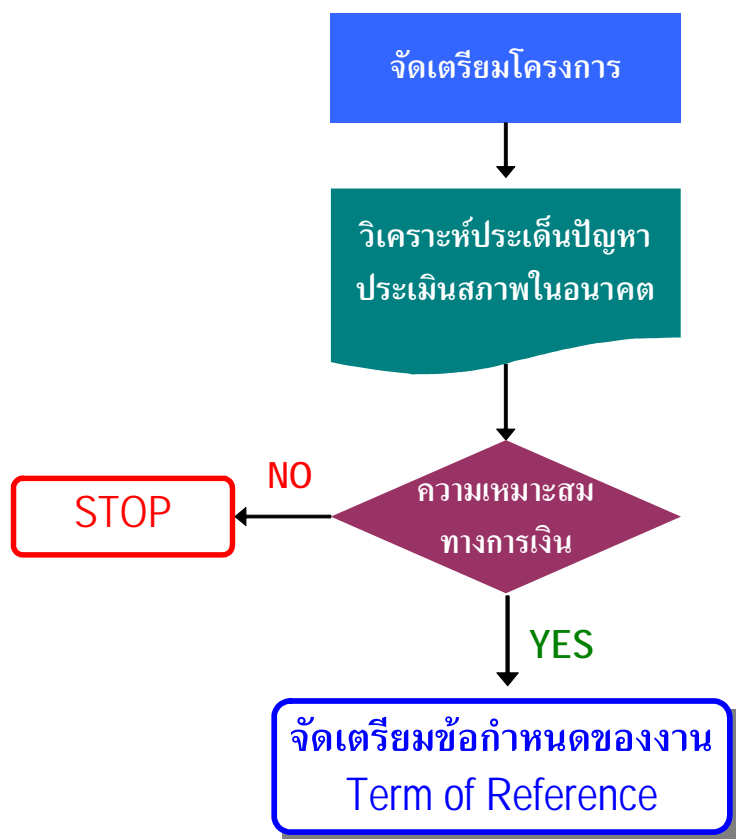 จัดเตรียมโครงการ
วิเคราะห์ประเด็นปัญหา
ประเมินสภาพในอนาคต
ความเหมาะสม
ทางการเงิน
NO
STOP
YES
จัดเตรียมข้อกำหนดของงาน
Term of Reference